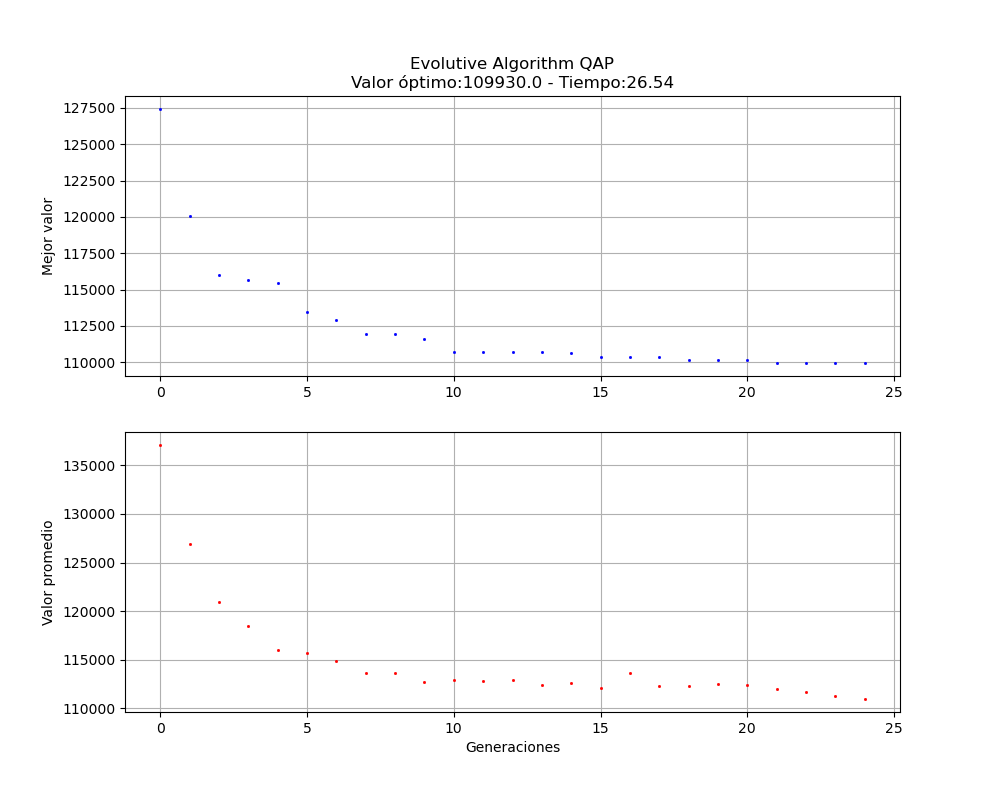 Evolutive Algorithm QAP
Valor óptimo:109930.0 - Tiempo:26.54
127500
125000
122500
120000
117500
115000
112500
110000
Mejor valor
0 5 10 15 20 25
135000
130000
125000
120000
115000
110000
Valor promedio
0 5 10 15 20 25
Generaciones